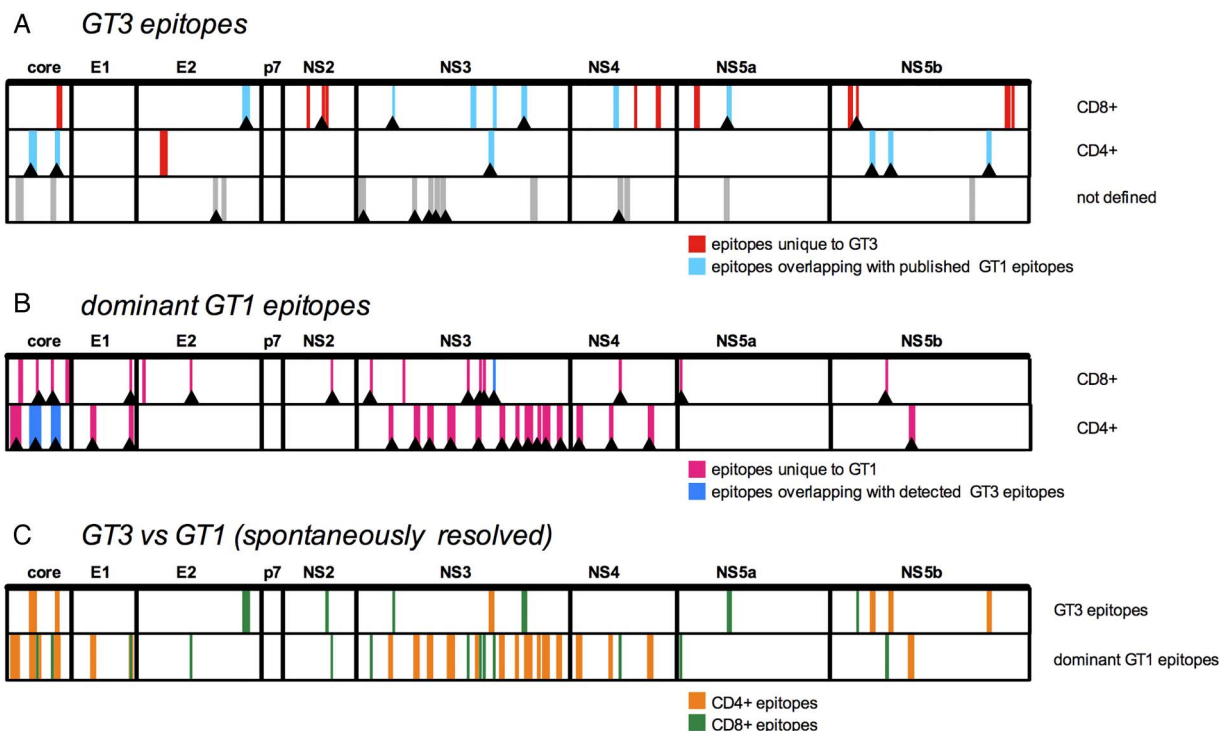 A GT3 epitopes
core E1 E2 p7 NS2 NS3 NS4 NS5a NS5b
CD8+
CD4+
not defined
epitopes unique to GT3
epitopes overlapping with published GT1 epitopes
B dominant GT1 epitopes
core E1 E2 p7 NS2 NS3 NS4 NS5a NS5b
CD8+
CD4+
epitopes unique to GT1
epitopes overlapping with detected GT3 epitopes
C GT3 vs GT1 (spontaneously resolved)
core E1 E2 p7 NS2 NS3 NS4 NS5a NS5b
GT3 epitopes
dominant GT1 epitopes
CD4+ epitopes
CD8+ epitopes